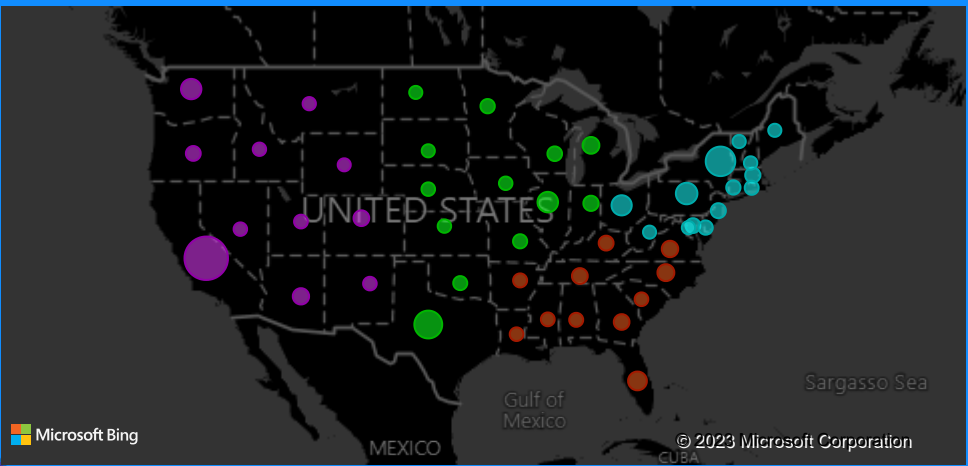 UNITED STATES
Sargasso Sea
Gulf of
Mexico
Microsoft Bing
MEXICO
© 2023 Microsoft Corporation
CUBA